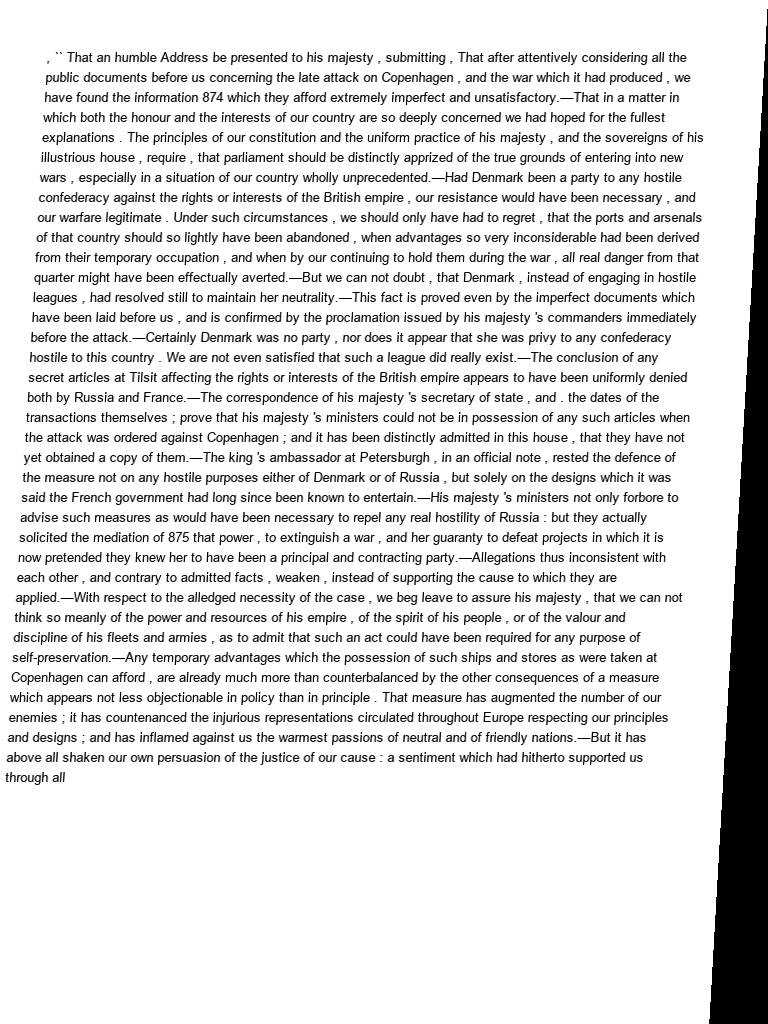 , `` That an humble Address be presented to his majesty , submitting , That after attentively considering all the
public documents before us concerning the late attack on Copenhagen , and the war which it had produced , we
have found the information 874 which they afford extremely imperfect and unsatisfactory.—That in a matter in
which both the honour and the interests of our country are so deeply concerned we had hoped for the fullest
explanations . The principles of our constitution and the uniform practice of his majesty , and the sovereigns of his
illustrious house , require , that parliament should be distinctly apprized of the true grounds of entering into new
wars , especially in a situation of our country wholly unprecedented.—Had Denmark been a party to any hostile
confederacy against the rights or interests of the British empire , our resistance would have been necessary , and
our warfare legitimate . Under such circumstances , we should only have had to regret , that the ports and arsenals
of that country should so lightly have been abandoned , when advantages so very inconsiderable had been derived
from their temporary occupation , and when by our continuing to hold them during the war , all real danger from that
quarter might have been effectually averted.—But we can not doubt , that Denmark , instead of engaging in hostile
leagues , had resolved still to maintain her neutrality.—This fact is proved even by the imperfect documents which
have been laid before us , and is confirmed by the proclamation issued by his majesty 's commanders immediately
before the attack.—Certainly Denmark was no party , nor does it appear that she was privy to any confederacy
hostile to this country . We are not even satisfied that such a league did really exist.—The conclusion of any
secret articles at Tilsit affecting the rights or interests of the British empire appears to have been uniformly denied
both by Russia and France.—The correspondence of his majesty 's secretary of state , and . the dates of the
transactions themselves ; prove that his majesty 's ministers could not be in possession of any such articles when
the attack was ordered against Copenhagen ; and it has been distinctly admitted in this house , that they have not
yet obtained a copy of them.—The king 's ambassador at Petersburgh , in an official note , rested the defence of
the measure not on any hostile purposes either of Denmark or of Russia , but solely on the designs which it was
said the French government had long since been known to entertain.—His majesty 's ministers not only forbore to
advise such measures as would have been necessary to repel any real hostility of Russia : but they actually
solicited the mediation of 875 that power , to extinguish a war , and her guaranty to defeat projects in which it is
now pretended they knew her to have been a principal and contracting party.—Allegations thus inconsistent with
each other , and contrary to admitted facts , weaken , instead of supporting the cause to which they are
applied.—With respect to the alledged necessity of the case , we beg leave to assure his majesty , that we can not
think so meanly of the power and resources of his empire , of the spirit of his people , or of the valour and
discipline of his fleets and armies , as to admit that such an act could have been required for any purpose of
self-preservation.—Any temporary advantages which the possession of such ships and stores as were taken at
Copenhagen can afford , are already much more than counterbalanced by the other consequences of a measure
which appears not less objectionable in policy than in principle . That measure has augmented the number of our
enemies ; it has countenanced the injurious representations circulated throughout Europe respecting our principles
and designs ; and has inflamed against us the warmest passions of neutral and of friendly nations.—But it has
above all shaken our own persuasion of the justice of our cause : a sentiment which had hitherto supported us
through all